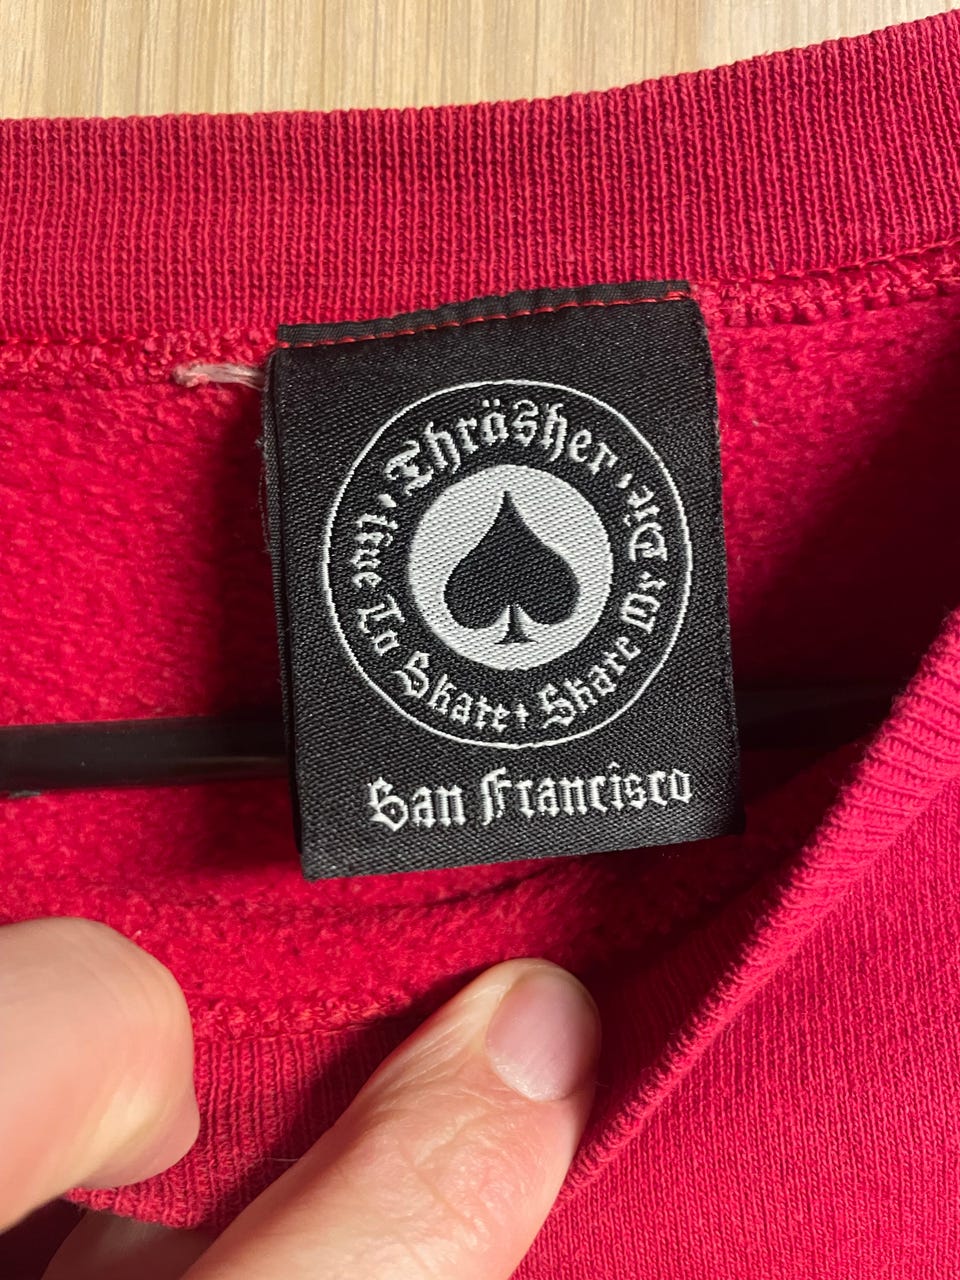 Thräsher
Live To Skate • Skate Or Die
San Francisco